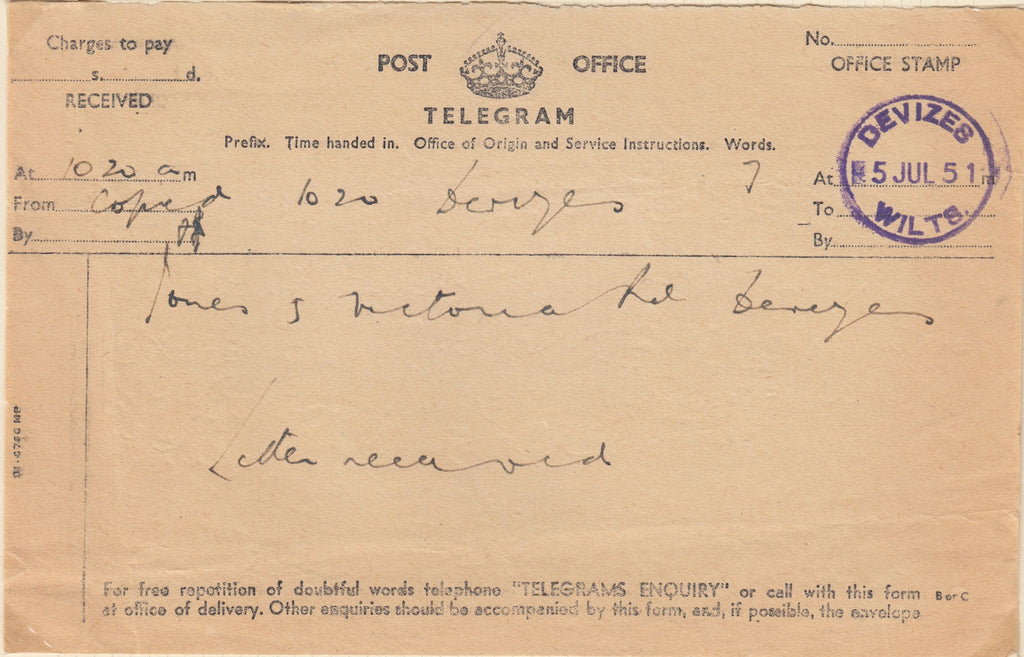 Charges to pay
s. d.
RECEIVED
POST OFFICE
TELEGRAM
No.
OFFICE STAMP
Prefix. Time handed in. Office of Origin and Service Instructions. Words.
DEVIZES
5 JUL 51
WILTS
At 10 20 a m
From Copied 1020 Devizes 7
By
At m
To
By
Jones 5 Victoria Rd Devizes
Letter received
For free repetition of doubtful words telephone "TELEGRAMS ENQUIRY" or call with this form B or C
at office of delivery. Other enquiries should be accompanied by this form, and, if possible, the envelope